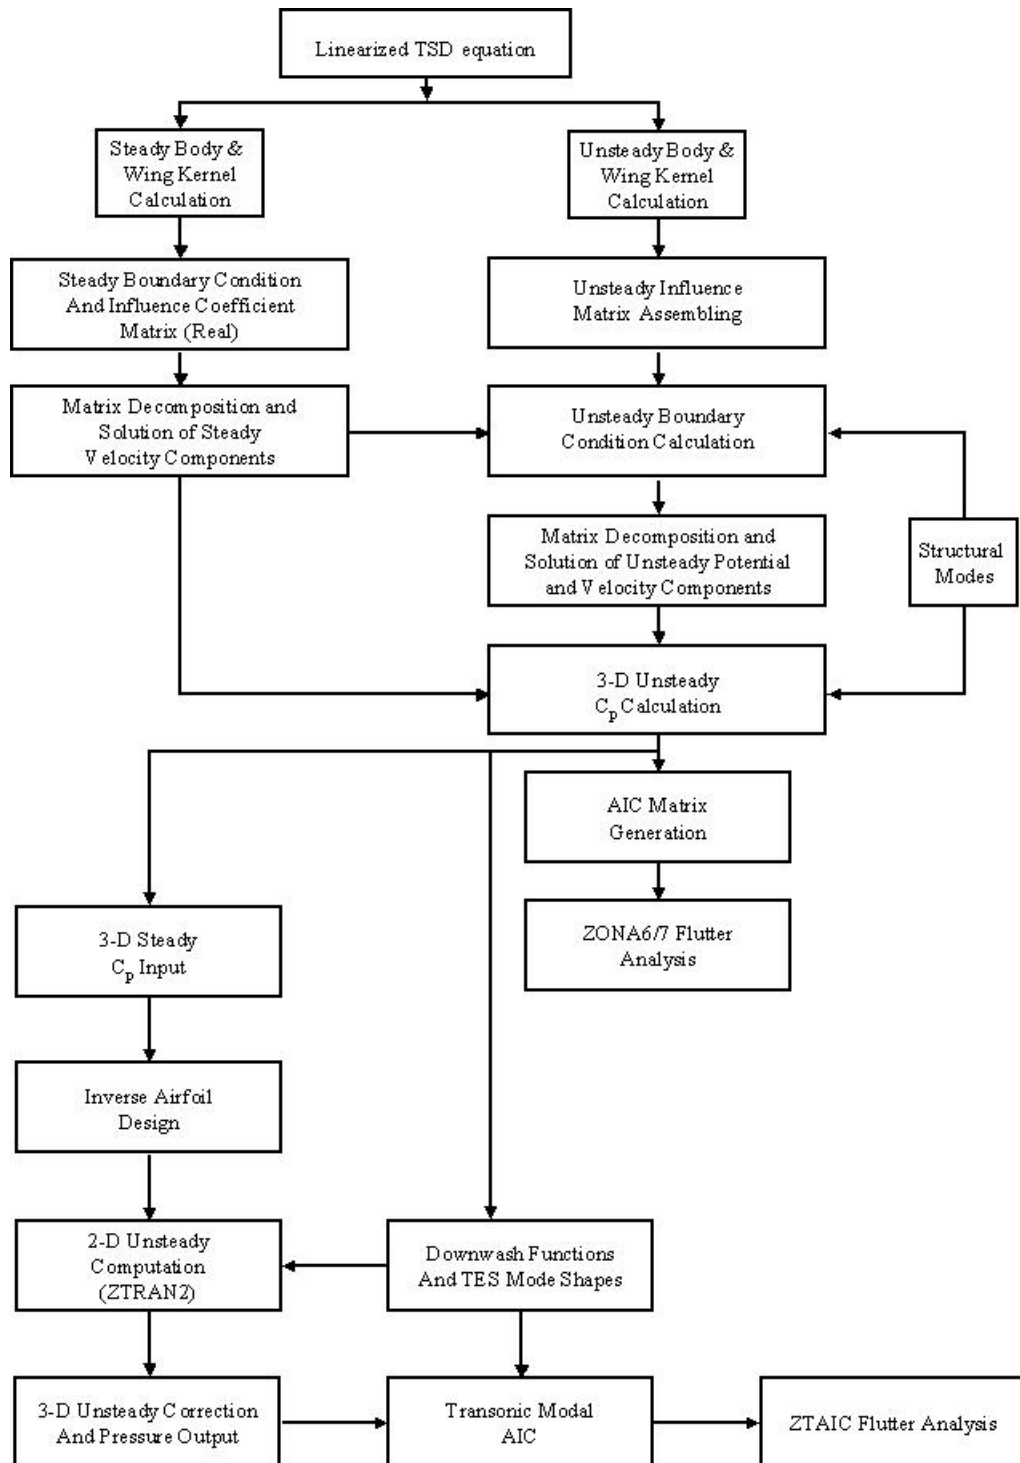 Linearized TSD equation
Steady Body &
Wing Kernel
Calculation
Unsteady Body &
Wing Kernel
Calculation
Steady Boundary Condition
And Influence Coefficient
Matrix (Real)
Unsteady Influence
Matrix Assembling
Matrix Decomposition and
Solution of Steady
Velocity Components
Unsteady Boundary
Condition Calculation
Matrix Decomposition and
Solution of Unsteady Potential
and Velocity Components
Structural
Modes
3-D Unsteady
Cp Calculation
AIC Matrix
Generation
3-D Steady
Cp Input
ZONA6/7 Flutter
Analysis
Inverse Airfoil
Design
2-D Unsteady
Computation
(ZTRAN2)
Downwash Functions
And TES Mode Shapes
3-D Unsteady Correction
And Pressure Output
Transonic Modal
AIC
ZTAIC Flutter Analysis